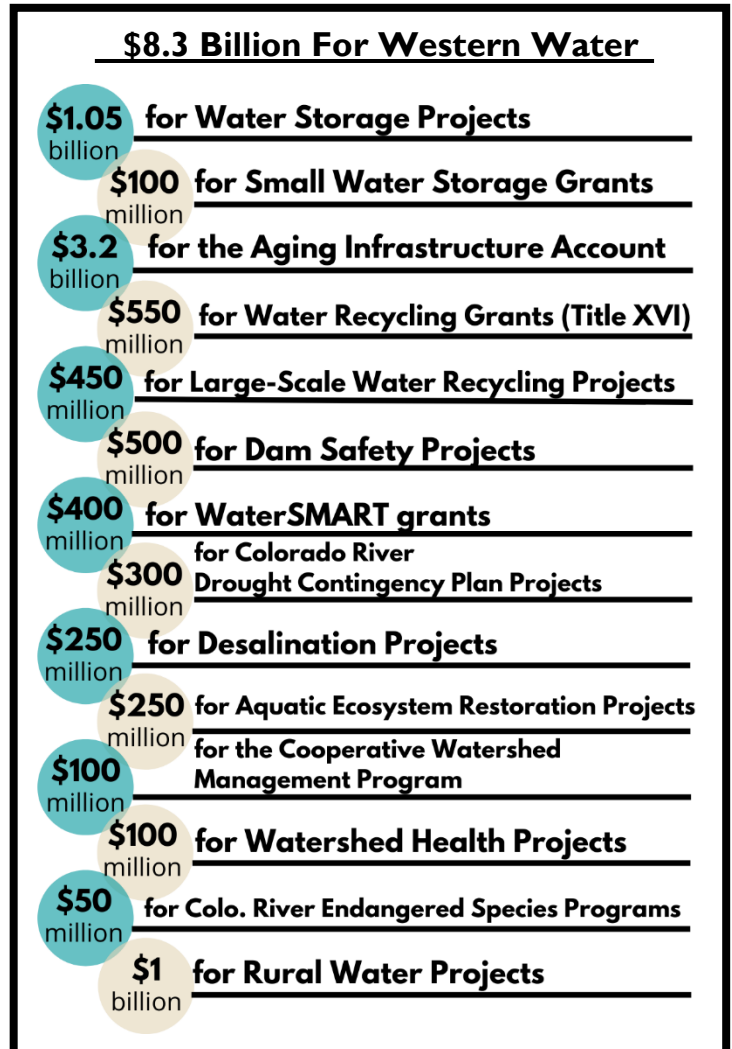 $8.3 Billion For Western Water
$1.05
billion
for Water Storage Projects
$100
million
for Small Water Storage Grants
$3.2
billion
for the Aging Infrastructure Account
$550
million
for Water Recycling Grants (Title XVI)
$450
million
for Large-Scale Water Recycling Projects
$500
million
for Dam Safety Projects
$400
million
for WaterSMART grants
$300
million
for Colorado River
Drought Contingency Plan Projects
$250
million
for Desalination Projects
$250
million
for Aquatic Ecosystem Restoration Projects
$100
million
for the Cooperative Watershed
Management Program
$100
million
for Watershed Health Projects
$50
million
for Colo. River Endangered Species Programs
$1
billion
for Rural Water Projects